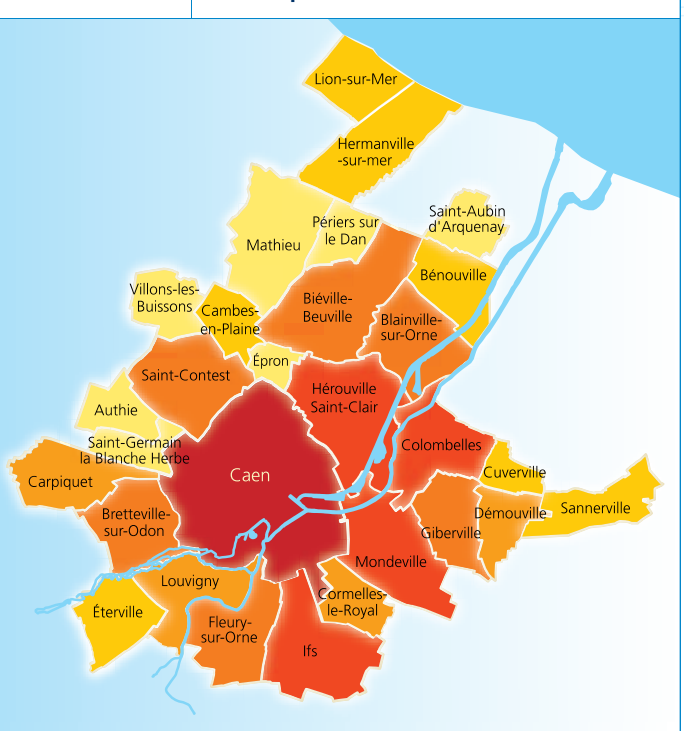 Lion-sur-Mer
Hermanville
-sur-mer
Saint-Aubin
d'Arquenay
Périers sur
le Dan
Mathieu
Bénouville
Villons-les-
Buissons
Biéville-
Beuville
Cambes-
en-Plaine
Blainville-
sur-Orne
Épron
Saint-Contest
Hérouville
Saint-Clair
Authie
Saint-Germain
la Blanche Herbe
Colombelles
Carpiquet
Caen
Cuverville
Bretteville-
sur-Odon
Démouville
Sannerville
Giberville
Mondeville
Louvigny
Cormelles-
le-Royal
Éterville
Fleury-
sur-Orne
Ifs